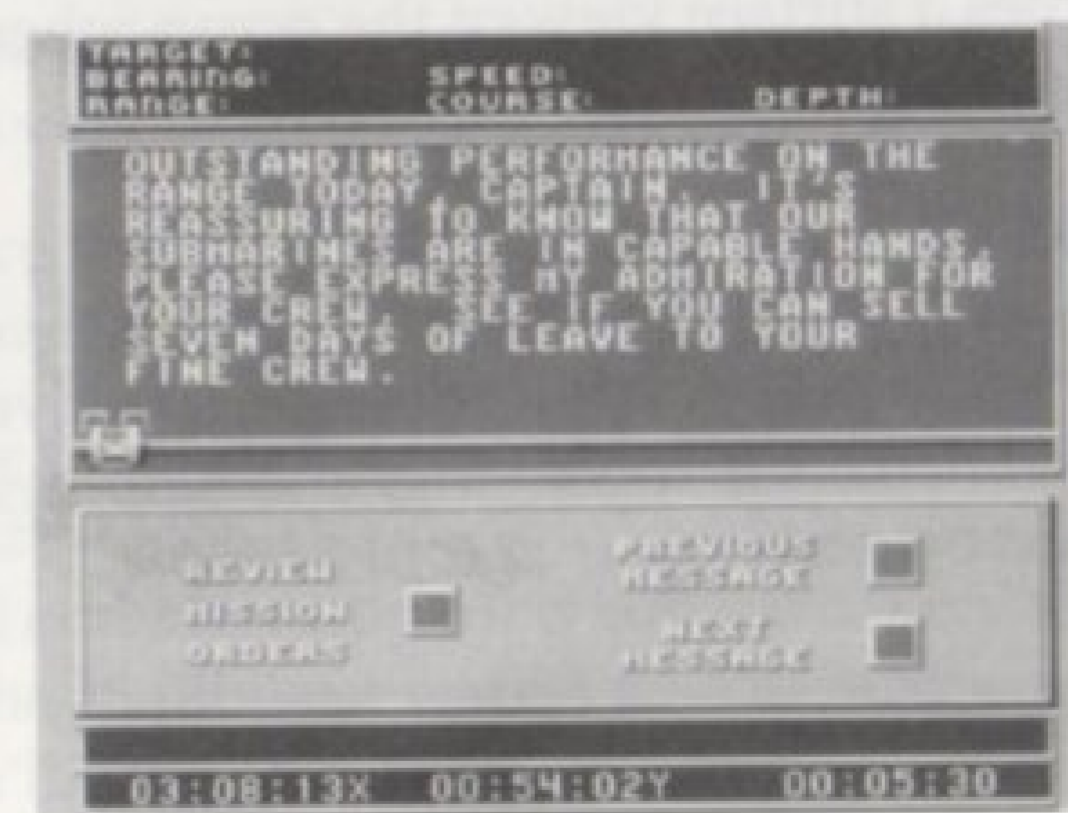 TARGET:
BEARING: SPEED:
RANGE: COURSE: DEPTH:
OUTSTANDING PERFORMANCE ON THE
RANGE TODAY, CAPTAIN. IT'S
REASSURING TO KNOW THAT OUR
SUBMARINES ARE IN CAPABLE HANDS.
PLEASE EXPRESS MY ADMIRATION FOR
YOUR CREW. SEE IF YOU CAN SELL
SEVEN DAYS OF LEAVE TO YOUR
FINE CREW.
REVIEW
MISSION
ORDERS
PREVIOUS
MESSAGE
NEXT
MESSAGE
03:08:13X 00:54:02Y 00:05:30